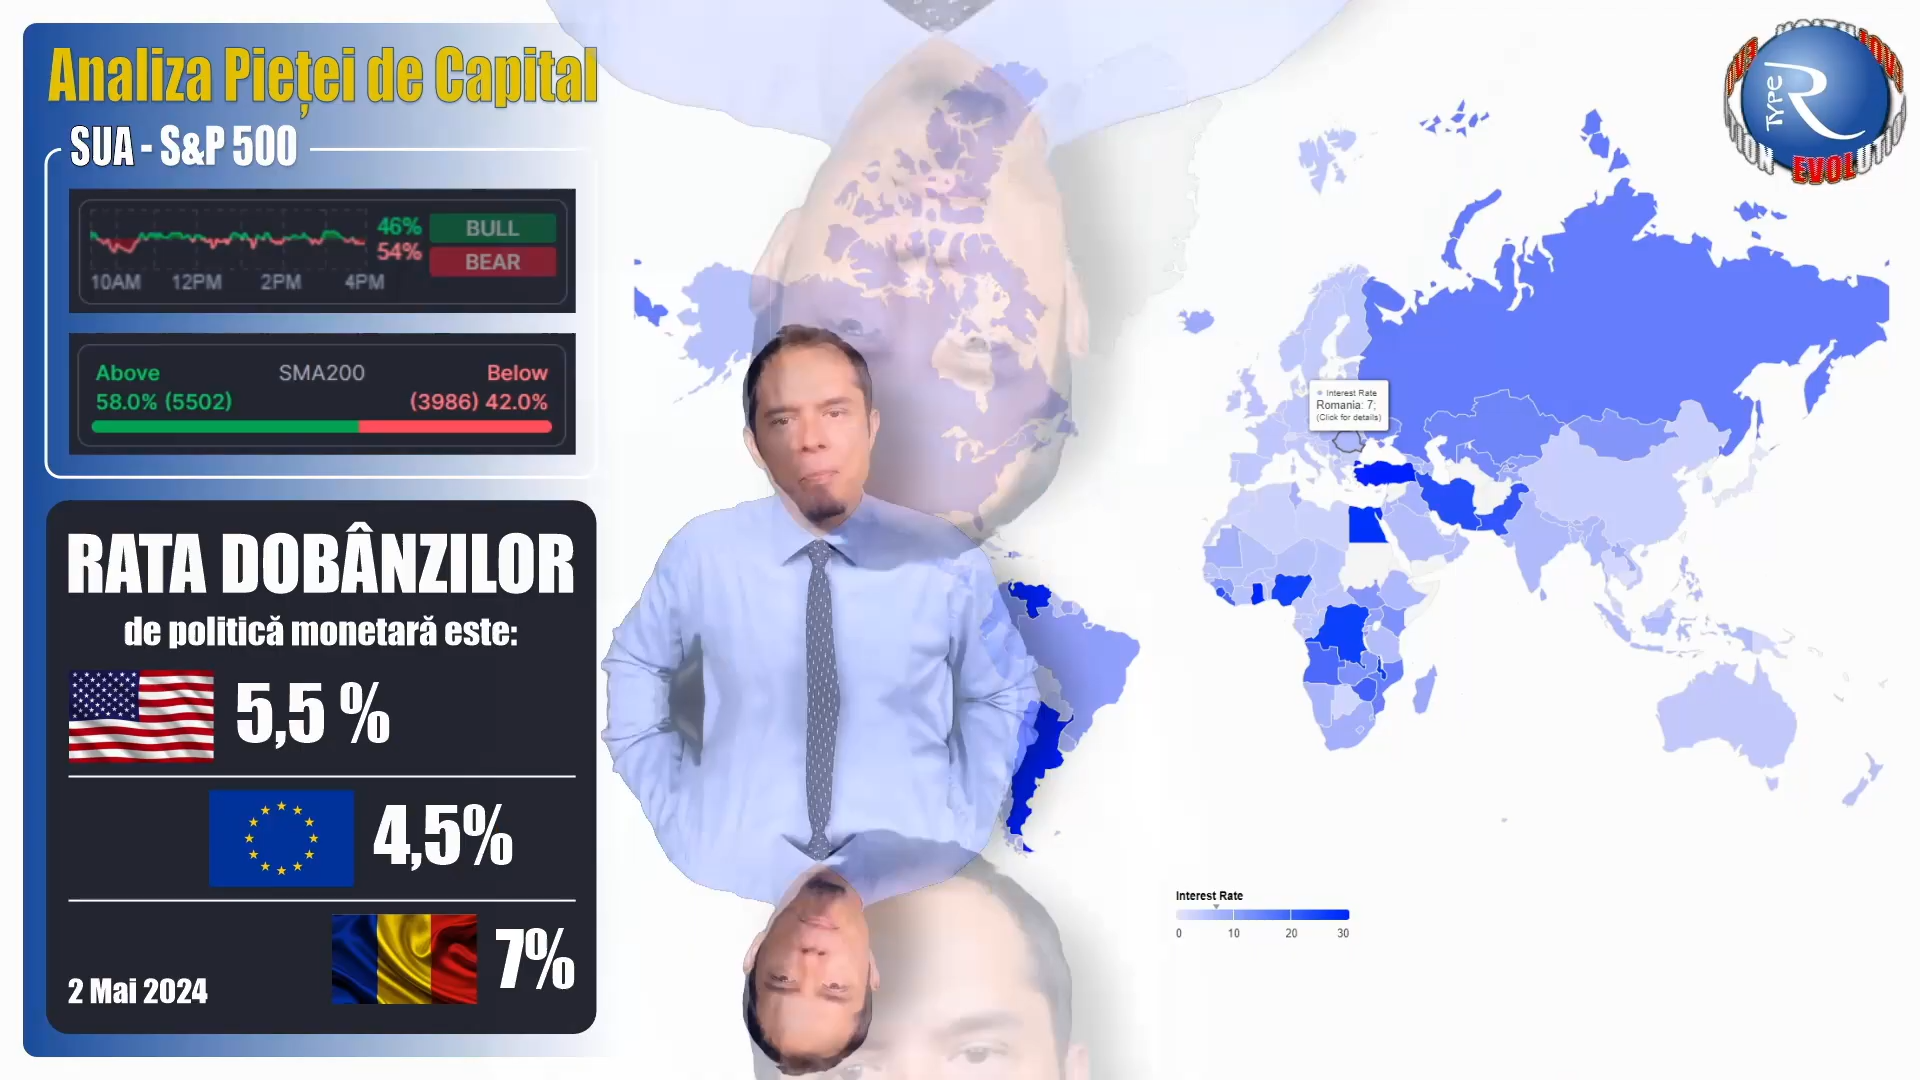 Analiza Pieței de Capital
SUA - S&P 500
46% BULL
54% BEAR
10AM 12PM 2PM 4PM
Above SMA200 Below
58.0% (5502) (3986) 42.0%
RATA DOBÂNZILOR
de politică monetară este:
5,5 %
4,5%
7%
2 Mai 2024
TYPE R
EVOL
Interest Rate
Romania: 7;
(Click for details)
Interest Rate
0 10 20 30